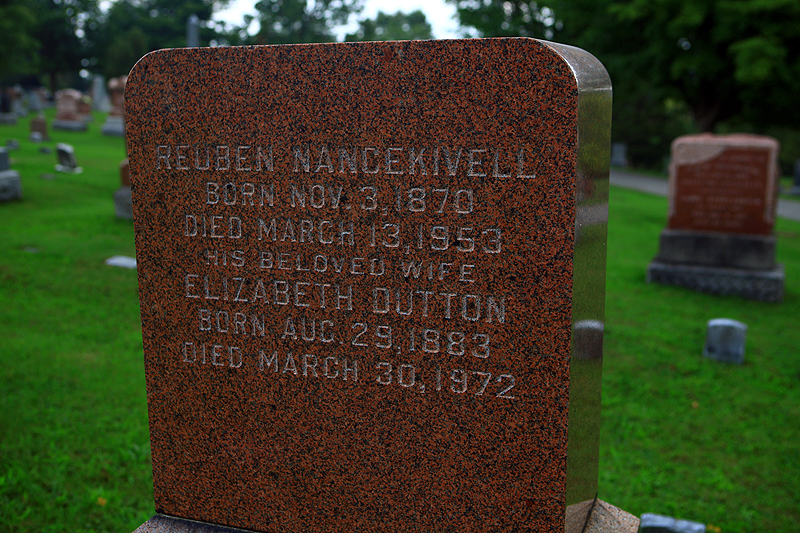 REUBEN NANCEKIVELL
BORN NOV. 3, 1870
DIED MARCH 13, 1953
HIS BELOVED WIFE
ELIZABETH DUTTON
BORN AUG. 29, 1883
DIED MARCH 30, 1972